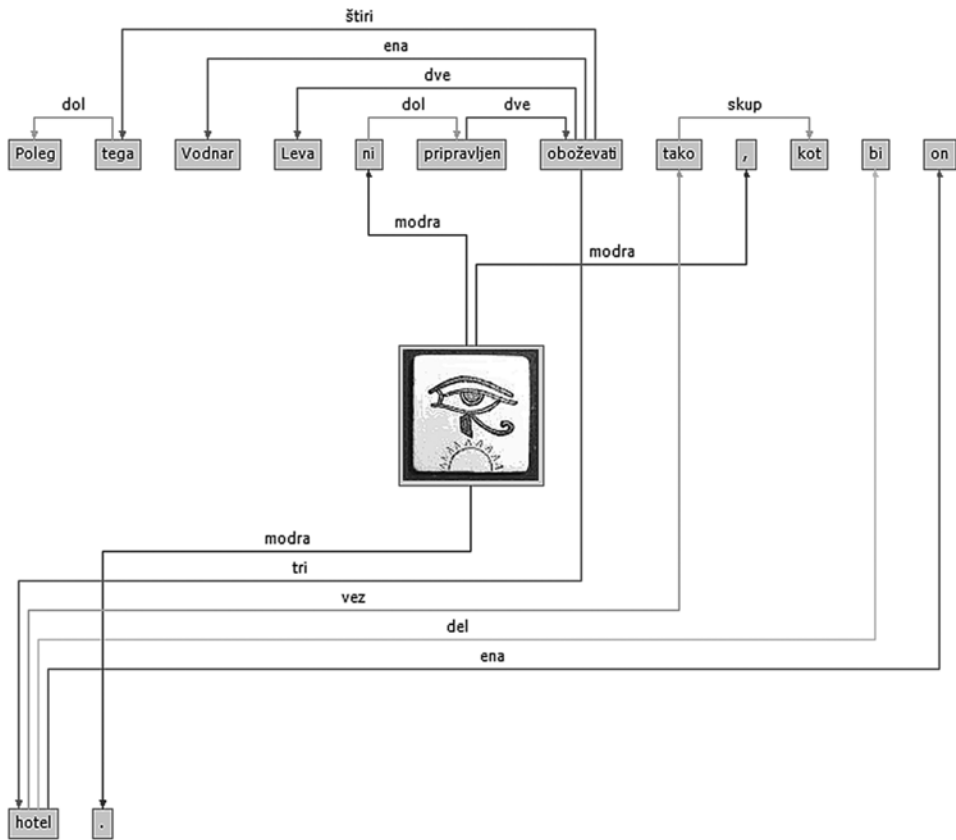 štiri
ena
dve
dol dol dve skup
Poleg tega Vodnar Leva ni pripravljen oboževati tako , kot bi on
modra
modra
modra
tri
vez
del
ena
hotel .